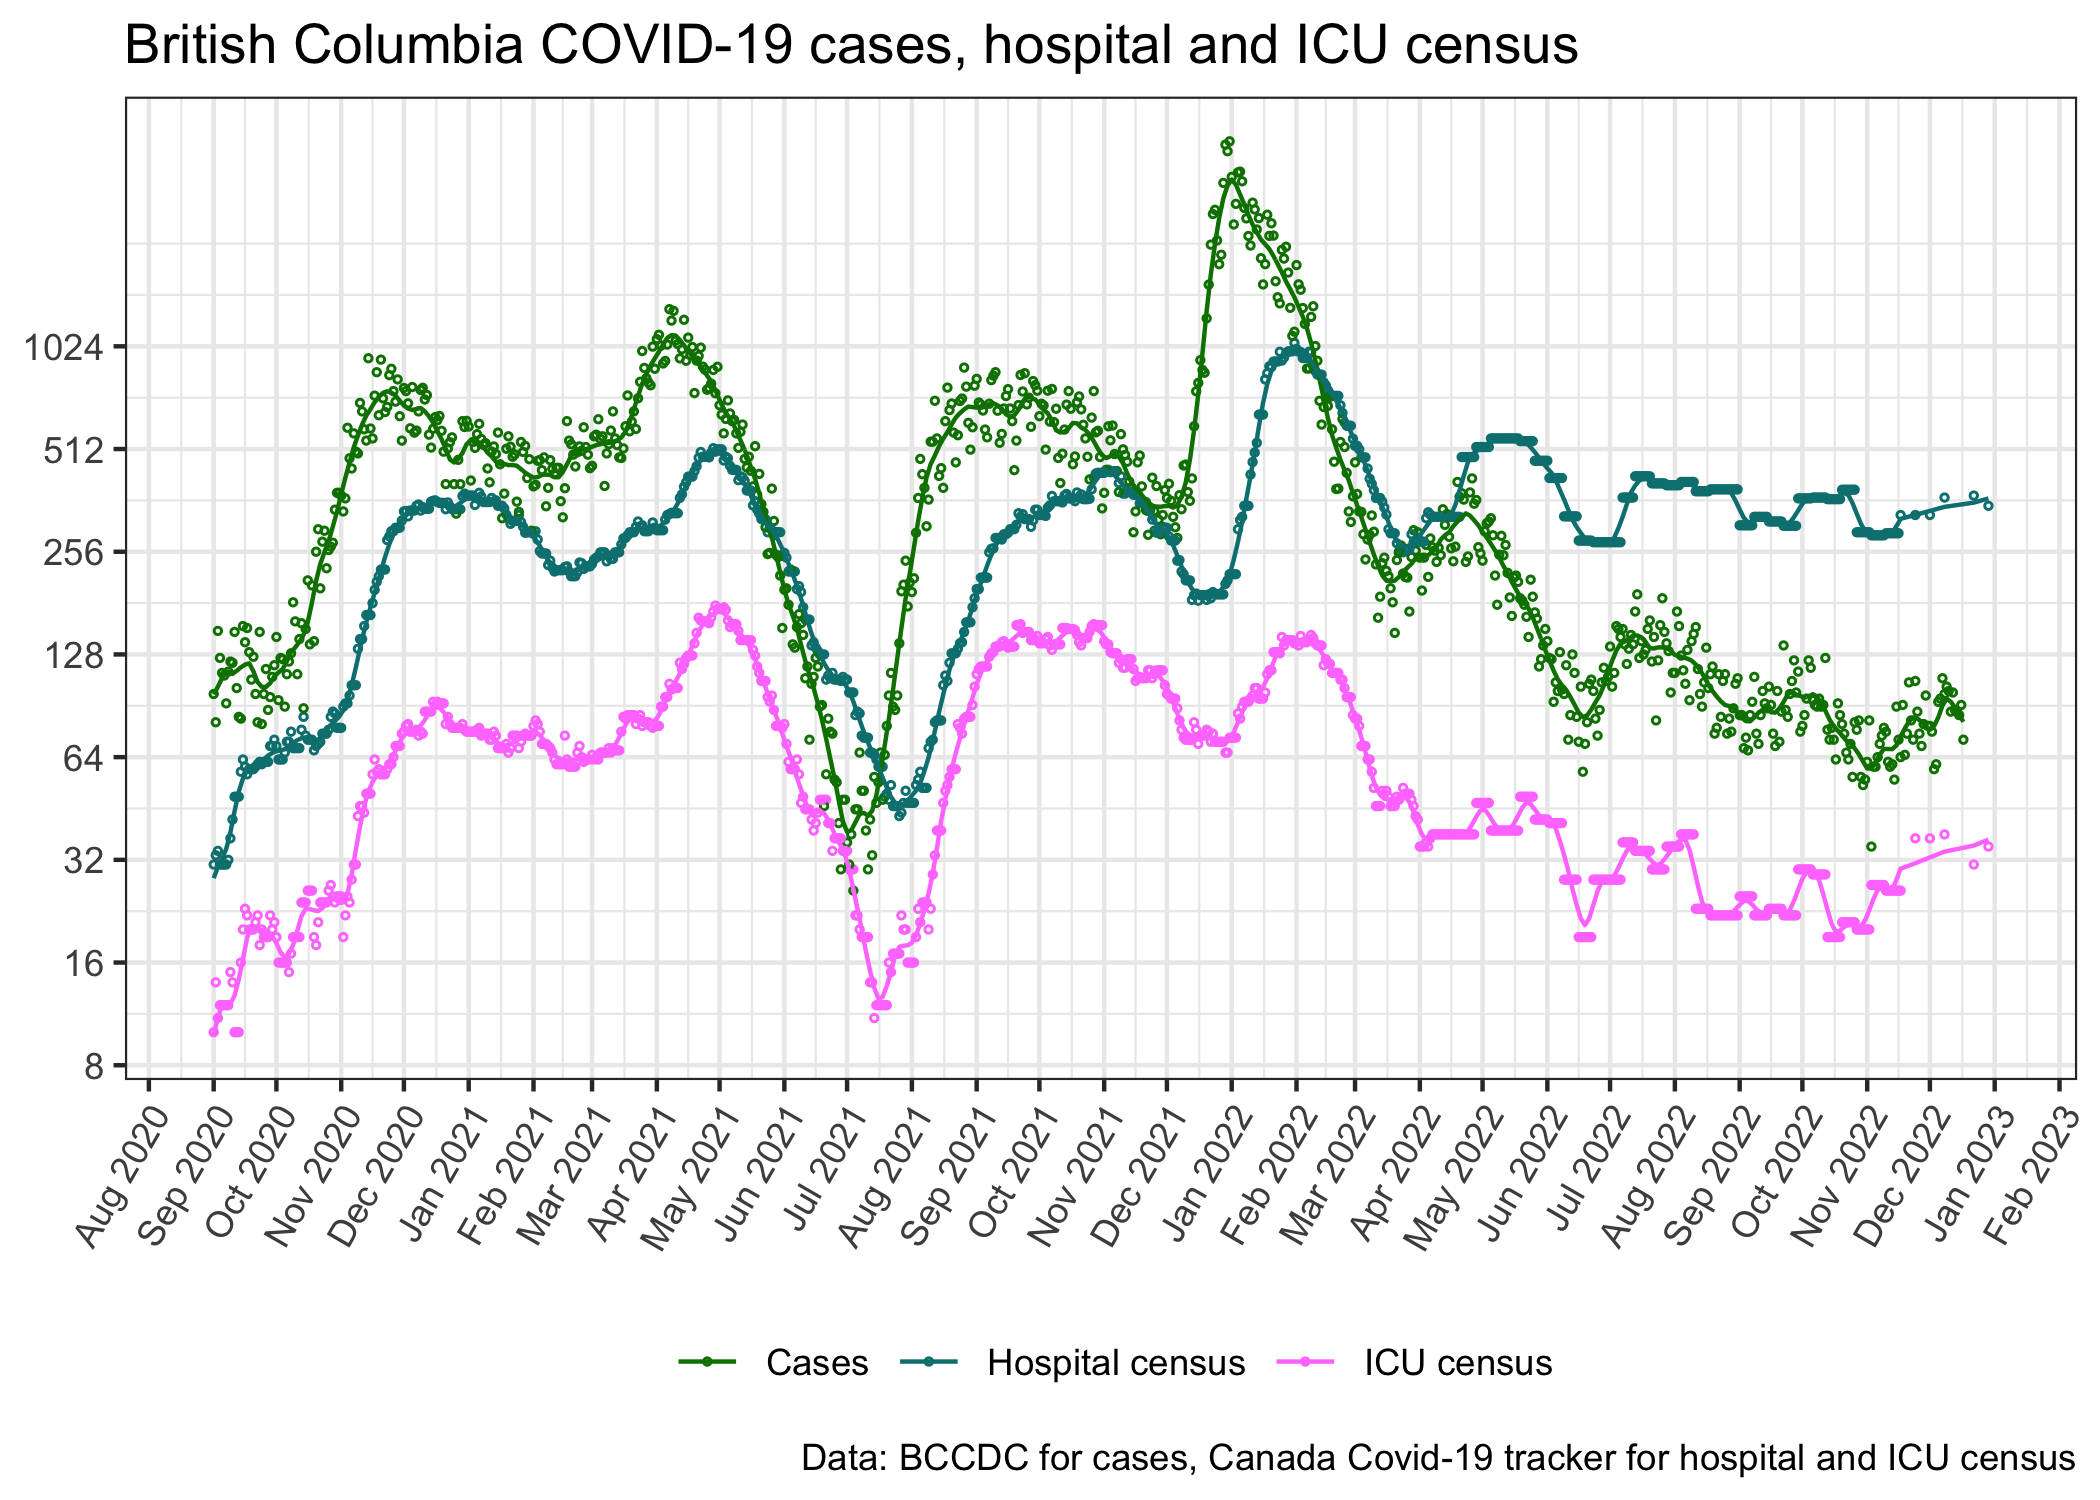 British Columbia COVID-19 cases, hospital and ICU census
1024
512
256
128
64
32
16
8
Aug 2020
Sep 2020
Oct 2020
Nov 2020
Dec 2020
Jan 2021
Feb 2021
Mar 2021
Apr 2021
May 2021
Jun 2021
Jul 2021
Aug 2021
Sep 2021
Oct 2021
Nov 2021
Dec 2021
Jan 2022
Feb 2022
Mar 2022
Apr 2022
May 2022
Jun 2022
Jul 2022
Aug 2022
Sep 2022
Oct 2022
Nov 2022
Dec 2022
Jan 2023
Feb 2023
Cases Hospital census ICU census
Data: BCCDC for cases, Canada Covid-19 tracker for hospital and ICU census